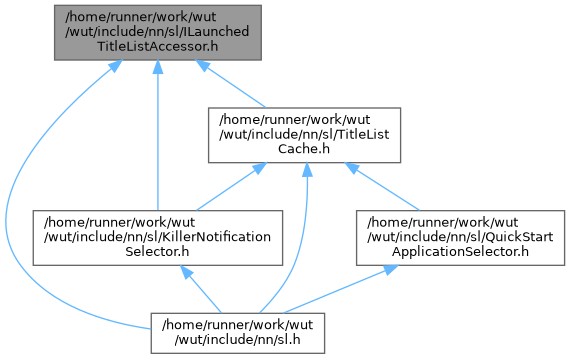 /home/runner/work/wut
/wut/include/nn/sl/ILaunched
TitleListAccessor.h
/home/runner/work/wut
/wut/include/nn/sl/TitleList
Cache.h
/home/runner/work/wut
/wut/include/nn/sl/KillerNotification
Selector.h
/home/runner/work/wut
/wut/include/nn/sl/QuickStart
ApplicationSelector.h
/home/runner/work/wut
/wut/include/nn/sl.h